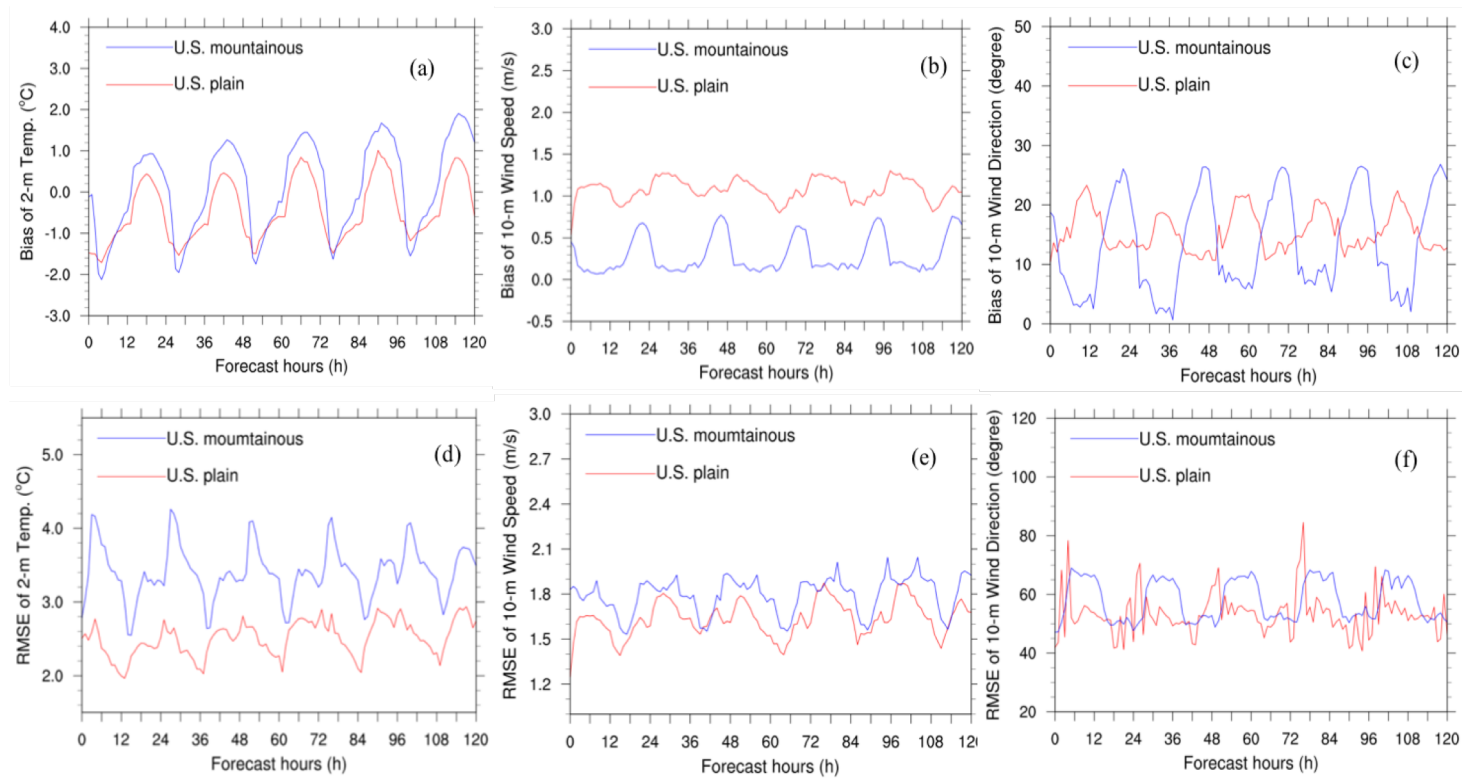 4.0
3.0
2.0
1.0
0.0
-1.0
-2.0
-3.0
Bias of 2-m Temp. (°C)
U.S. mountainous
U.S. plain
(a)
0 12 24 36 48 60 72 84 96 108 120
Forecast hours (h)
3.0
2.5
2.0
1.5
1.0
0.5
0.0
-0.5
Bias of 10-m Wind Speed (m/s)
U.S. mountainous
U.S. plain
(b)
0 12 24 36 48 60 72 84 96 108 120
Forecast hours (h)
50
40
30
20
10
0
Bias of 10-m Wind Direction (degree)
U.S. mountainous
U.S. plain
(c)
0 12 24 36 48 60 72 84 96 108 120
Forecast hours (h)
5.0
4.0
3.0
2.0
RMSE of 2-m Temp. (°C)
U.S. moumtainous
U.S. plain
(d)
0 12 24 36 48 60 72 84 96 108 120
Forecast hours (h)
3.0
2.7
2.4
2.1
1.8
1.5
1.2
RMSE of 10-m Wind Speed (m/s)
U.S. moumtainous
U.S. plain
(e)
0 12 24 36 48 60 72 84 96 108 12
Forecast hours (h)
120
100
80
60
40
20
RMSE of 10-m Wind Direction (degree)
U.S. moumtainous
U.S. plain
(f)
0 12 24 36 48 60 72 84 96 108 120
Forecast hours (h)